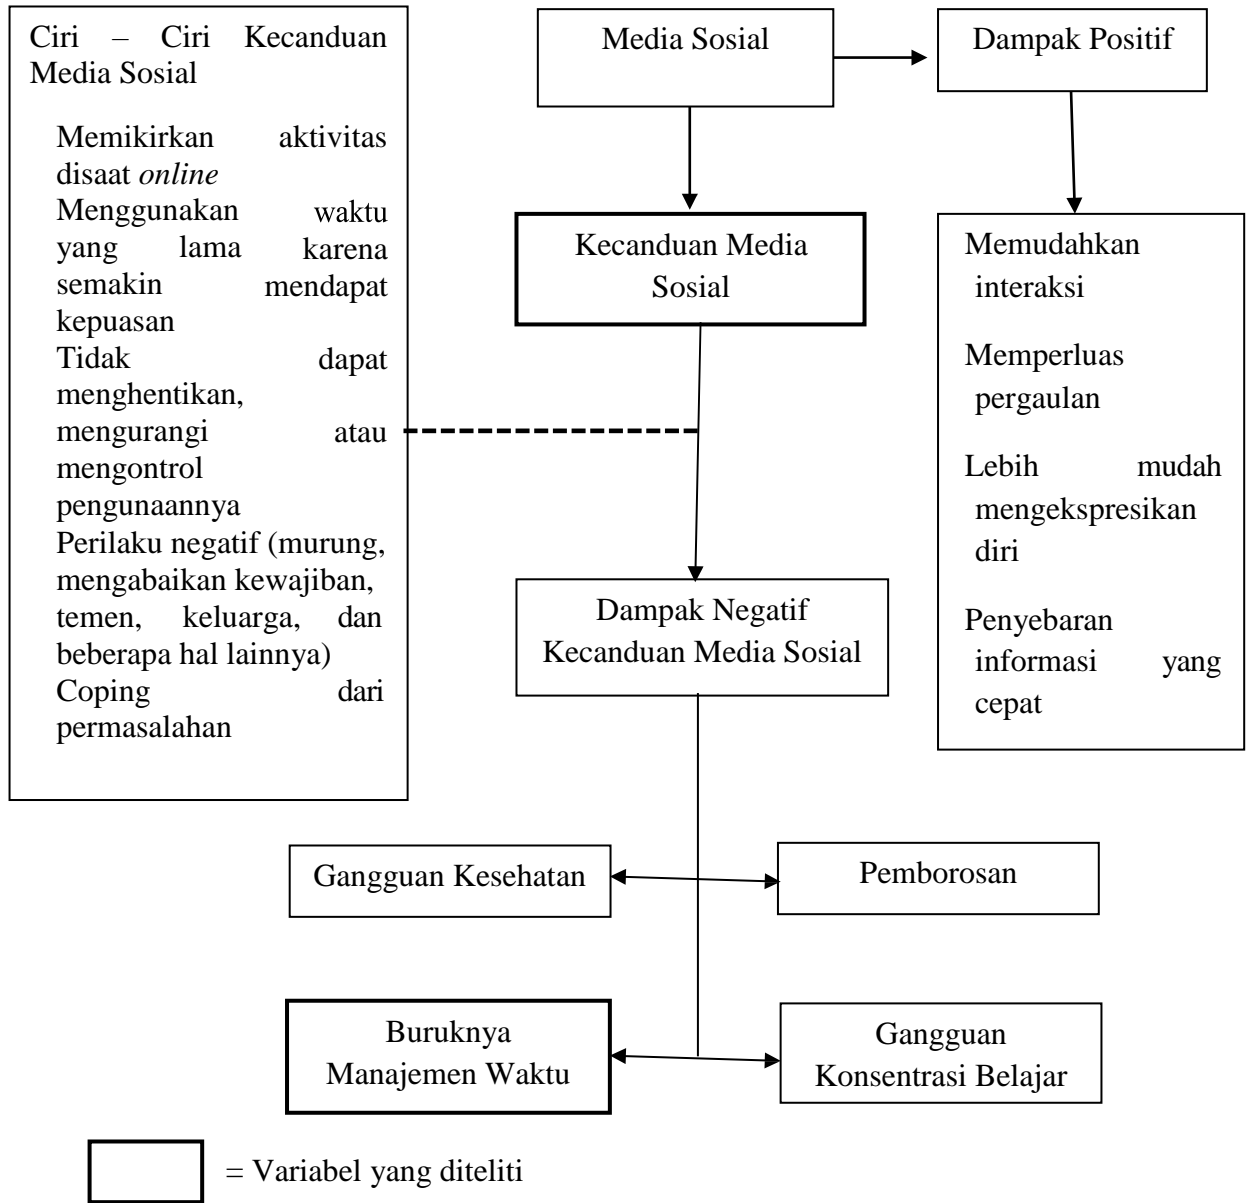 Ciri – Ciri Kecanduan
Media Sosial
Memikirkan aktivitas
disaat online
Menggunakan waktu
yang lama karena
semakin mendapat
kepuasan
Tidak dapat
menghentikan,
mengurangi atau
mengontrol
pengunaannya
Perilaku negatif (murung,
mengabaikan kewajiban,
temen, keluarga, dan
beberapa hal lainnya)
Coping dari
permasalahan
Media Sosial
Dampak Positif
Kecanduan Media
Sosial
Memudahkan
interaksi
Memperluas
pergaulan
Lebih mudah
mengekspresikan
diri
Penyebaran
informasi yang
cepat
Dampak Negatif
Kecanduan Media Sosial
Gangguan Kesehatan
Pemborosan
Buruknya
Manajemen Waktu
Gangguan
Konsentrasi Belajar
= Variabel yang diteliti